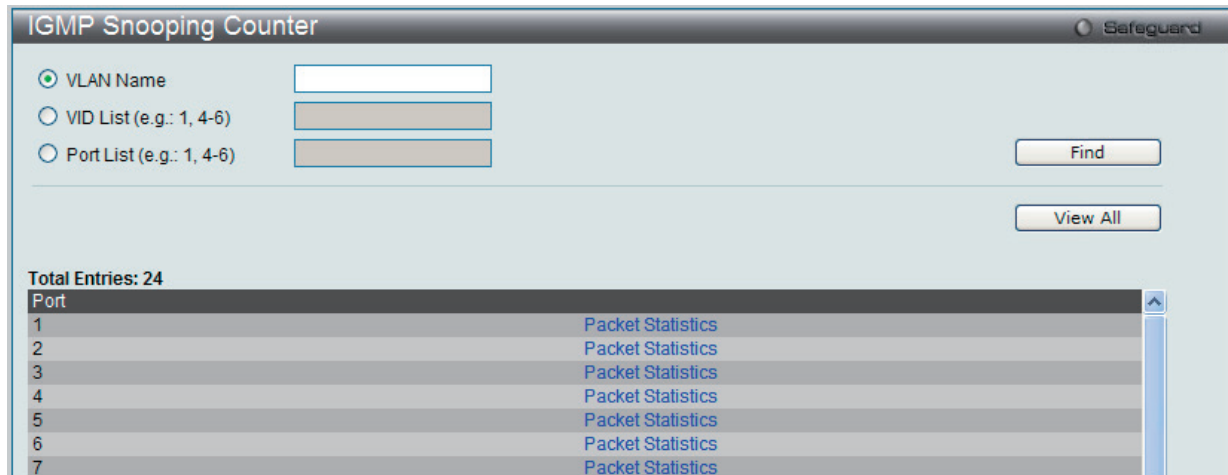 IGMP Snooping Counter
Safeguard
VLAN Name
VID List (e.g.: 1, 4-6)
Port List (e.g.: 1, 4-6)
Find
View All
Total Entries: 24
Port
1 Packet Statistics
2 Packet Statistics
3 Packet Statistics
4 Packet Statistics
5 Packet Statistics
6 Packet Statistics
7 Packet Statistics